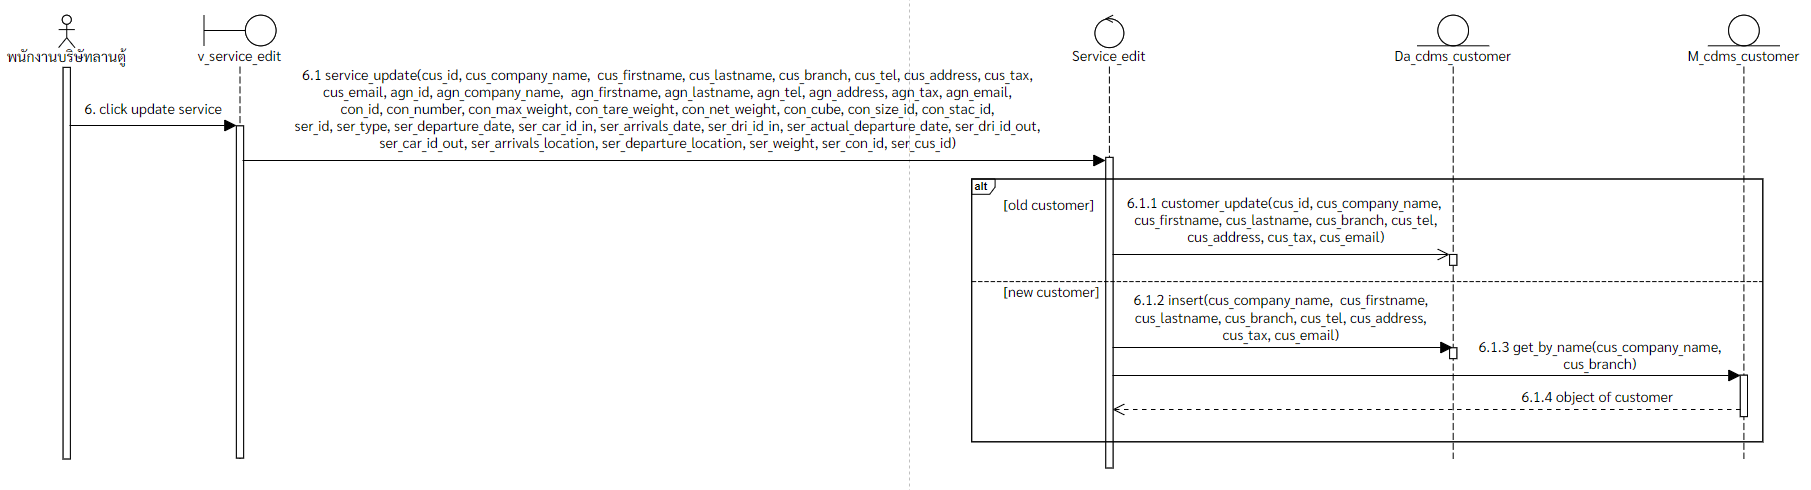 พนักงานบริษัทลานตู้
v_service_edit
Service_edit
Da_cdms_customer
M_cdms_customer
6. click update service
6.1 service_update(cus_id, cus_company_name,  cus_firstname, cus_lastname, cus_branch, cus_tel, cus_address, cus_tax,
cus_email, agn_id, agn_company_name,  agn_firstname, agn_lastname, agn_tel, agn_address, agn_tax, agn_email,
con_id, con_number, con_max_weight, con_tare_weight, con_net_weight, con_cube, con_size_id, con_stac_id,
ser_id, ser_type, ser_departure_date, ser_car_id_in, ser_arrivals_date, ser_dri_id_in, ser_actual_departure_date, ser_dri_id_out,
ser_car_id_out, ser_arrivals_location, ser_departure_location, ser_weight, ser_con_id, ser_cus_id)
alt
[old customer]
6.1.1 customer_update(cus_id, cus_company_name,
cus_firstname, cus_lastname, cus_branch, cus_tel,
cus_address, cus_tax, cus_email)
[new customer]
6.1.2 insert(cus_company_name,  cus_firstname,
cus_lastname, cus_branch, cus_tel, cus_address,
cus_tax, cus_email)
6.1.3 get_by_name(cus_company_name,
cus_branch)
6.1.4 object of customer